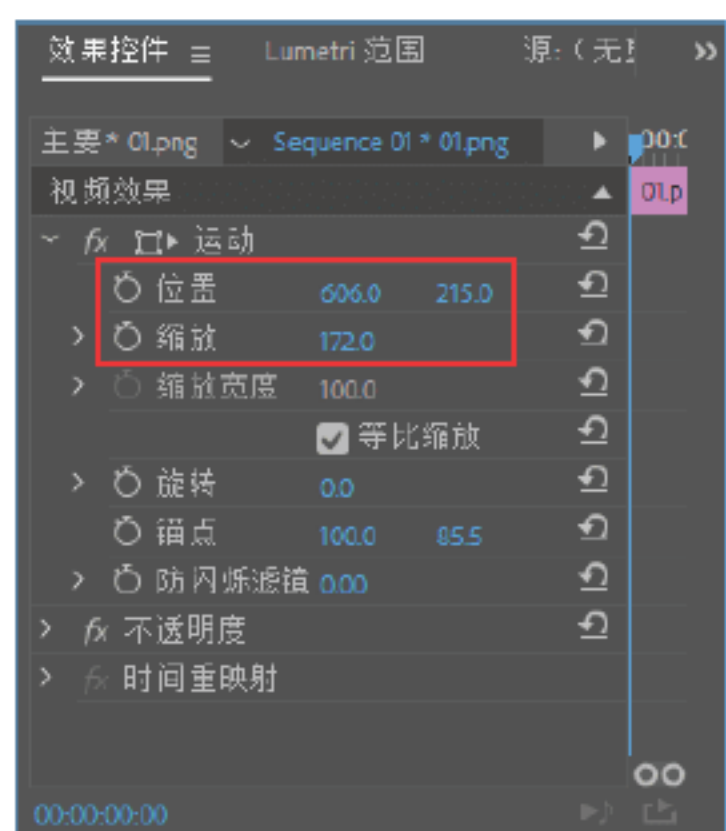 效果控件 Lumetri 范围 源:（无
主要* 01.png Sequence 01 * 01.png 00:
视频效果 01.p
fx 运动
位置 606.0 215.0
缩放 172.0
缩放宽度 100.0
等比缩放
旋转 0.0
锚点 100.0 85.5
防闪烁滤镜 0.00
fx 不透明度
fx 时间重映射
00:00:00:00